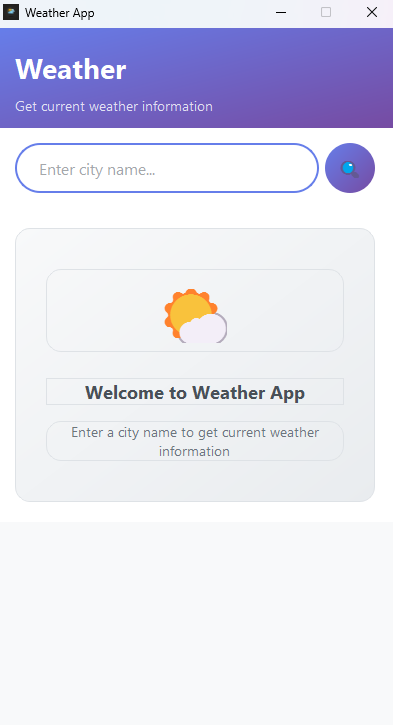 Weather App
Weather
Get current weather information
Enter city name...
Welcome to Weather App
Enter a city name to get current weather
information